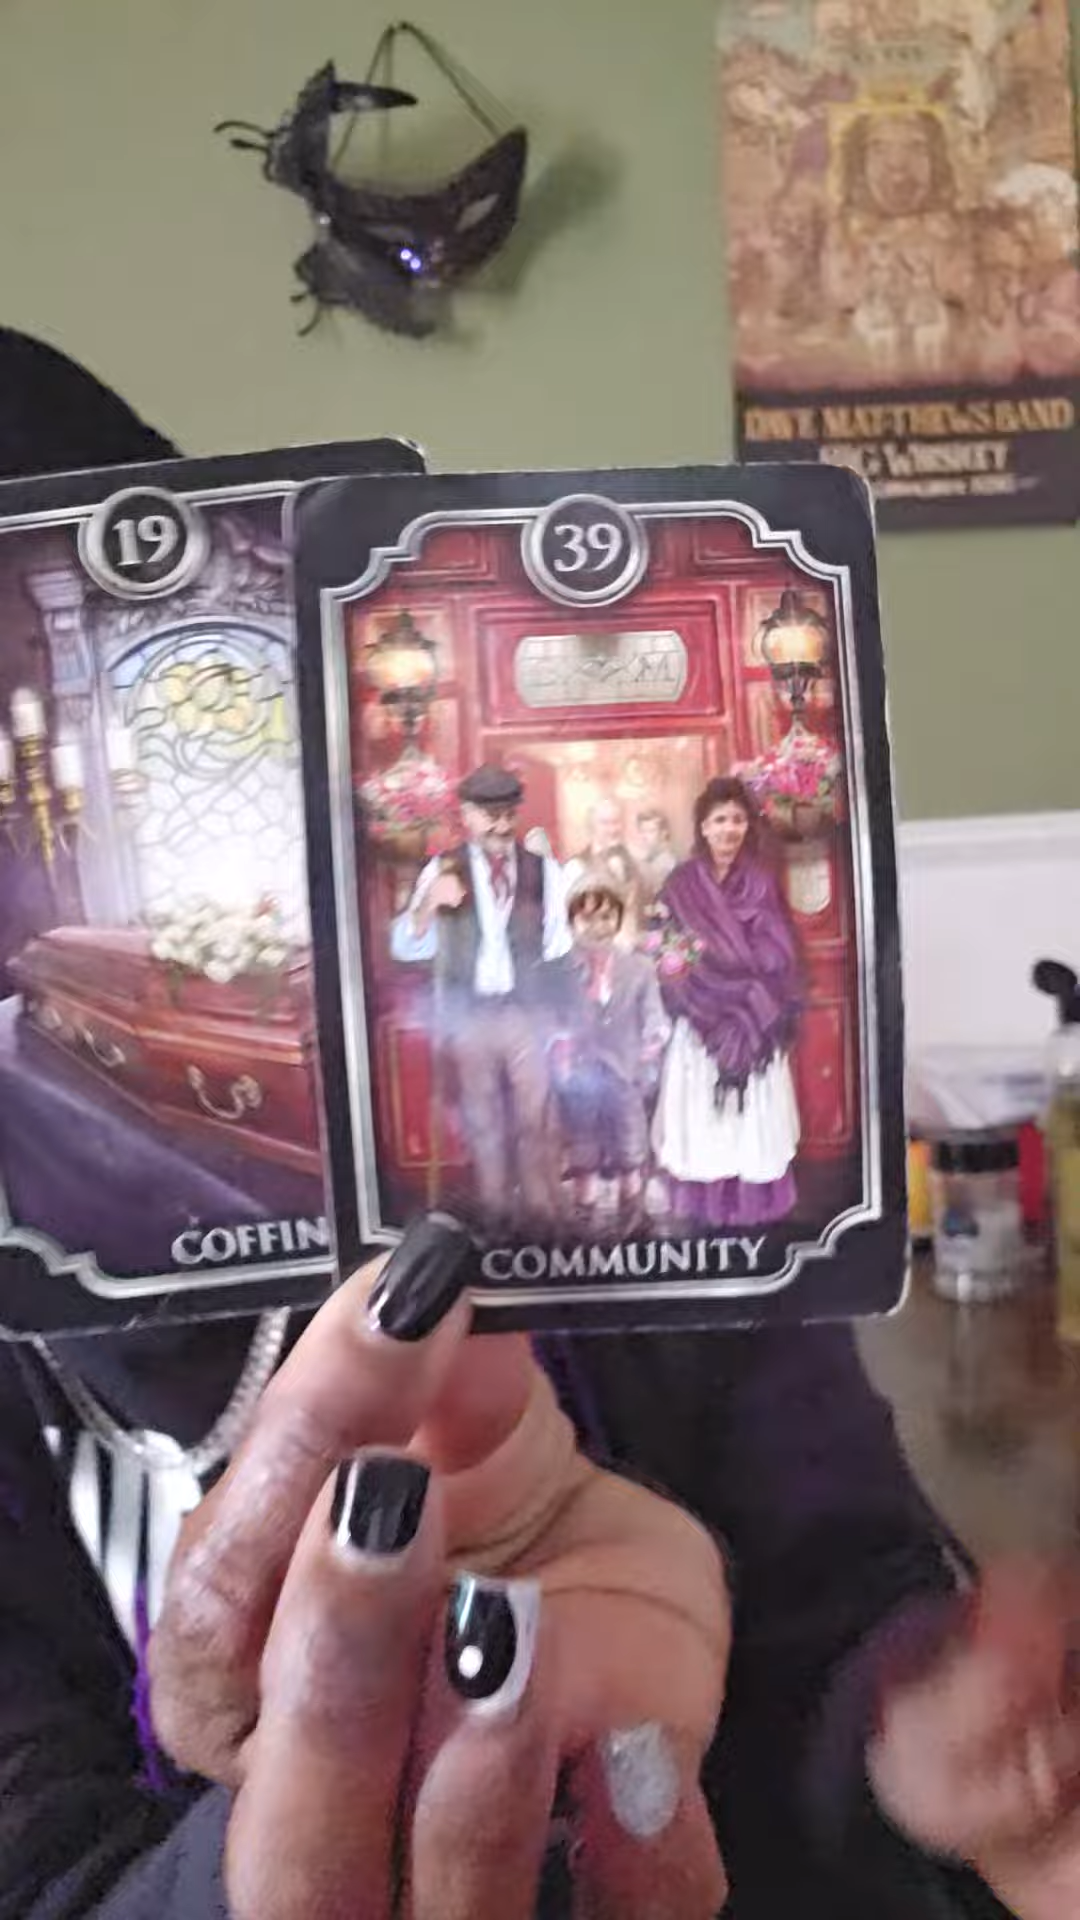 DAVE MATTHEWS BAND
BIG WHISKEY
19
39
COFFIN
COMMUNITY